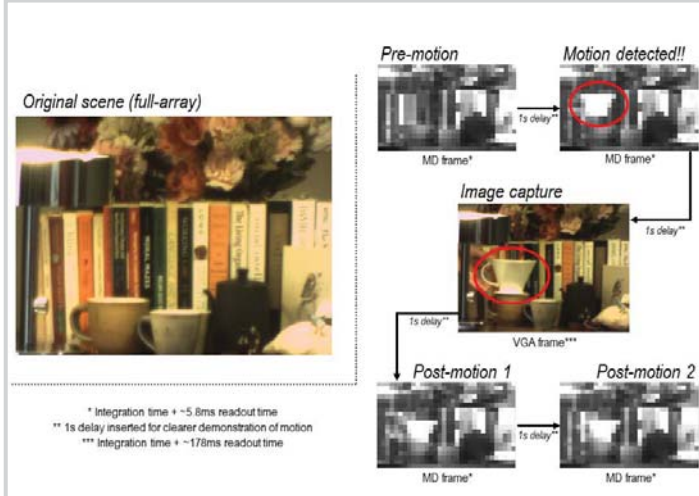 Pre-motion
Motion detected!!
Original scene (full-array)
1s delay**
MD frame*
MD frame*
Image capture
1s delay**
The Living
1s delay**
VGA frame***
Post-motion 1
Post-motion 2
* Integration time + ~5.8ms readout time
** 1s delay inserted for clearer demonstration of motion
*** Integration time + ~178ms readout time
1s delay**
MD frame*
MD frame*